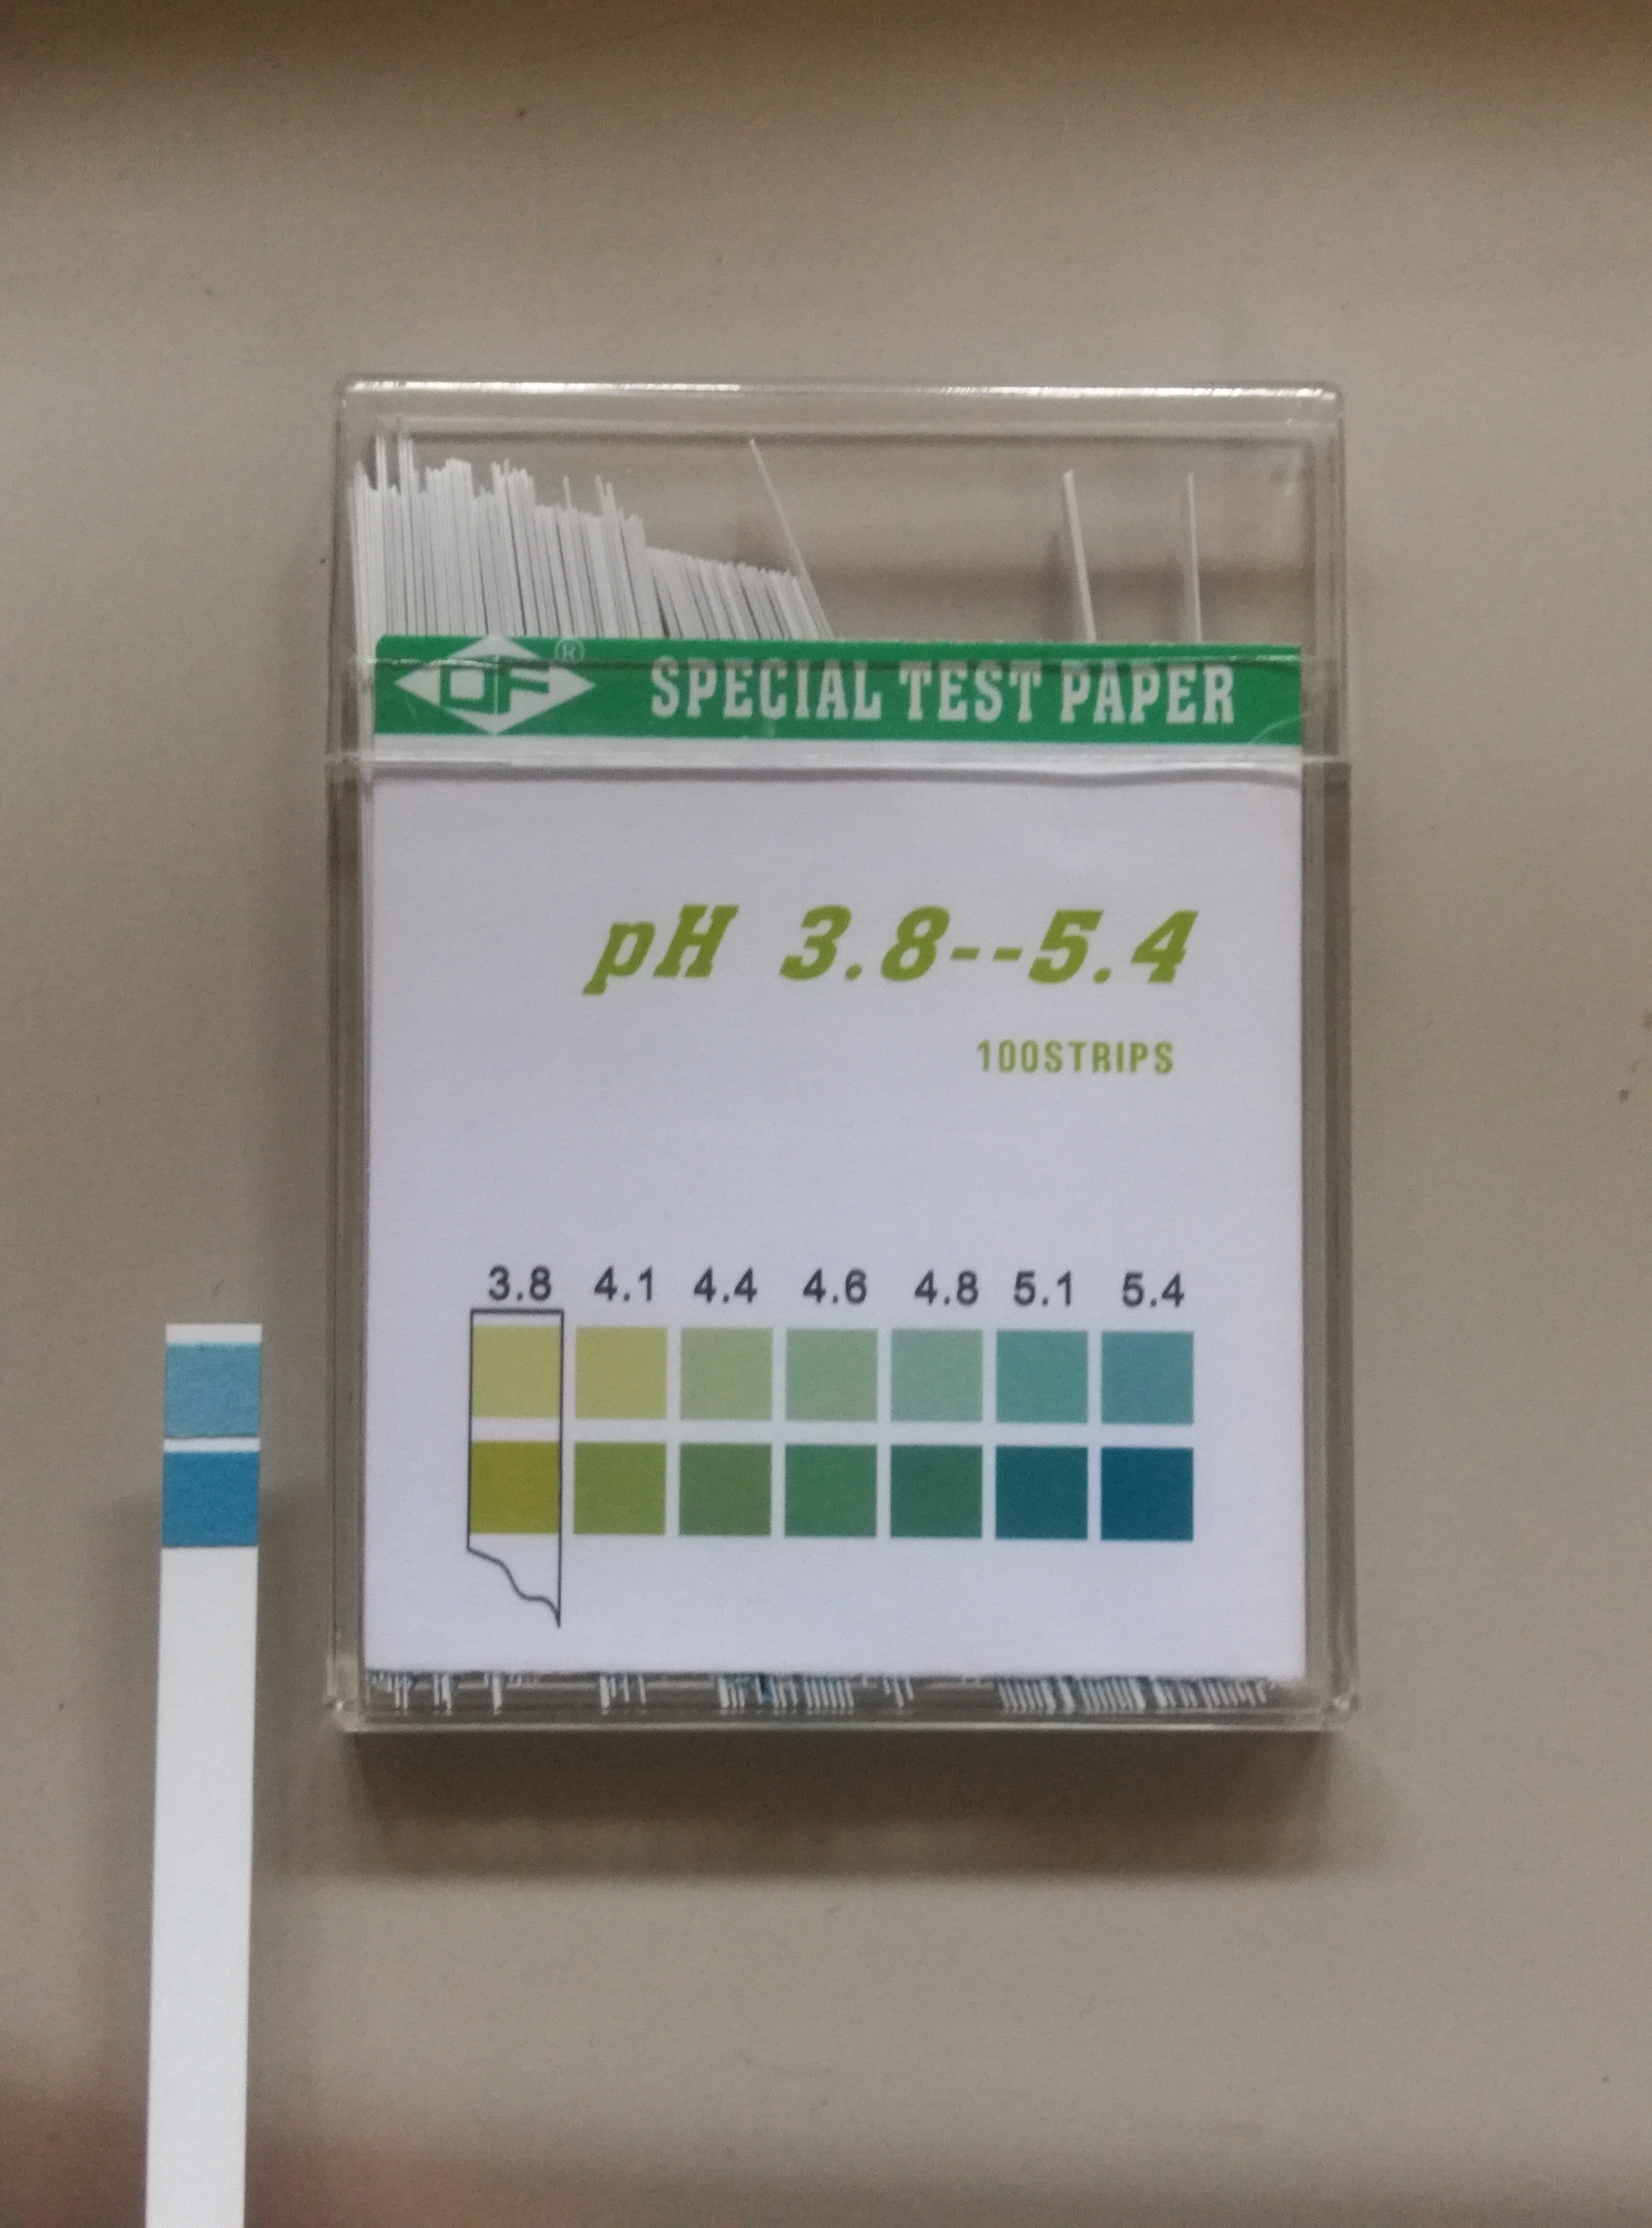 DF® SPECIAL TEST PAPER
pH 3.8--5.4
100STRIPS
3.8 4.1 4.4 4.6 4.8 5.1 5.4